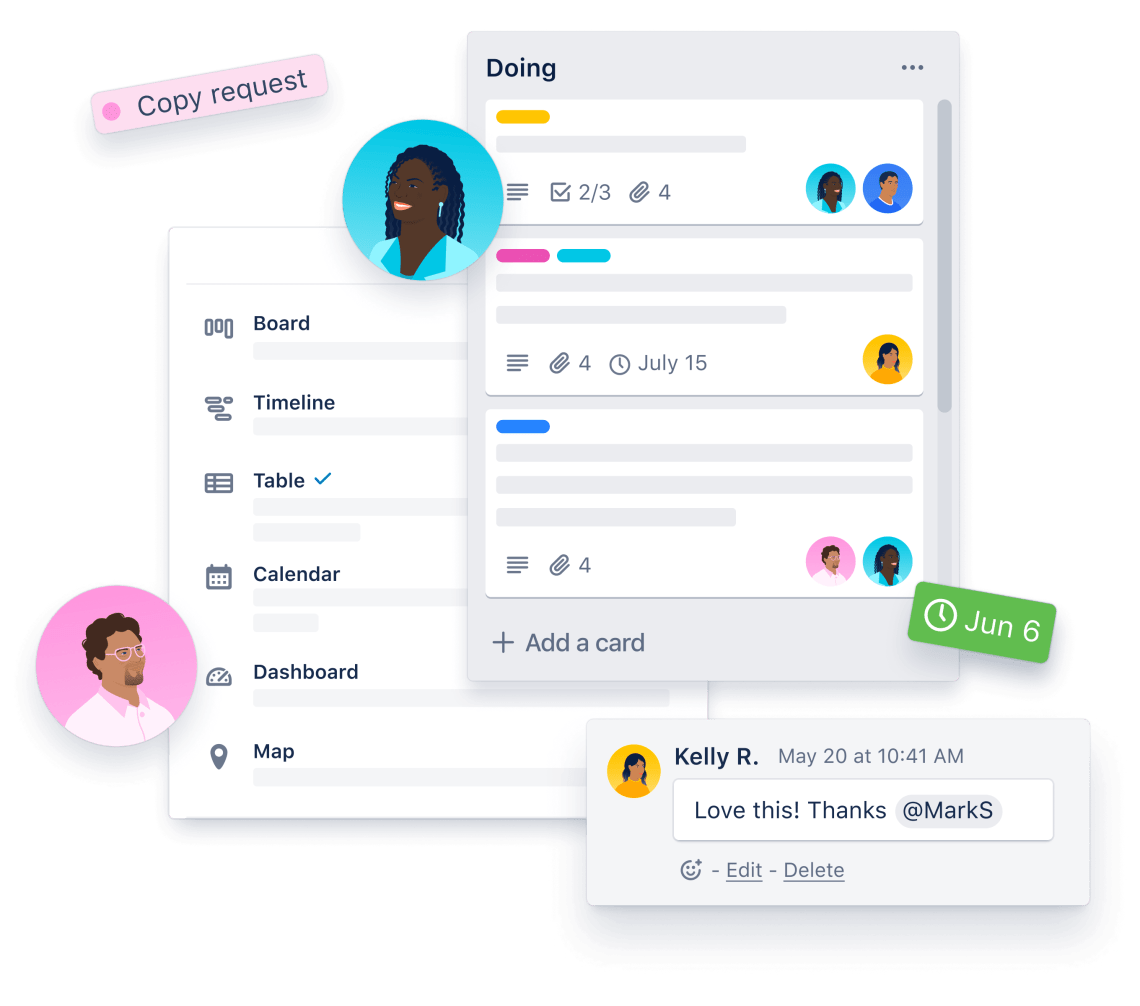 Copy request
Doing
2/3 4
4 July 15
4
Add a card
Jun 6
Board
Timeline
Table
Calendar
Dashboard
Map
Kelly R. May 20 at 10:41 AM
Love this! Thanks @MarkS
- Edit - Delete